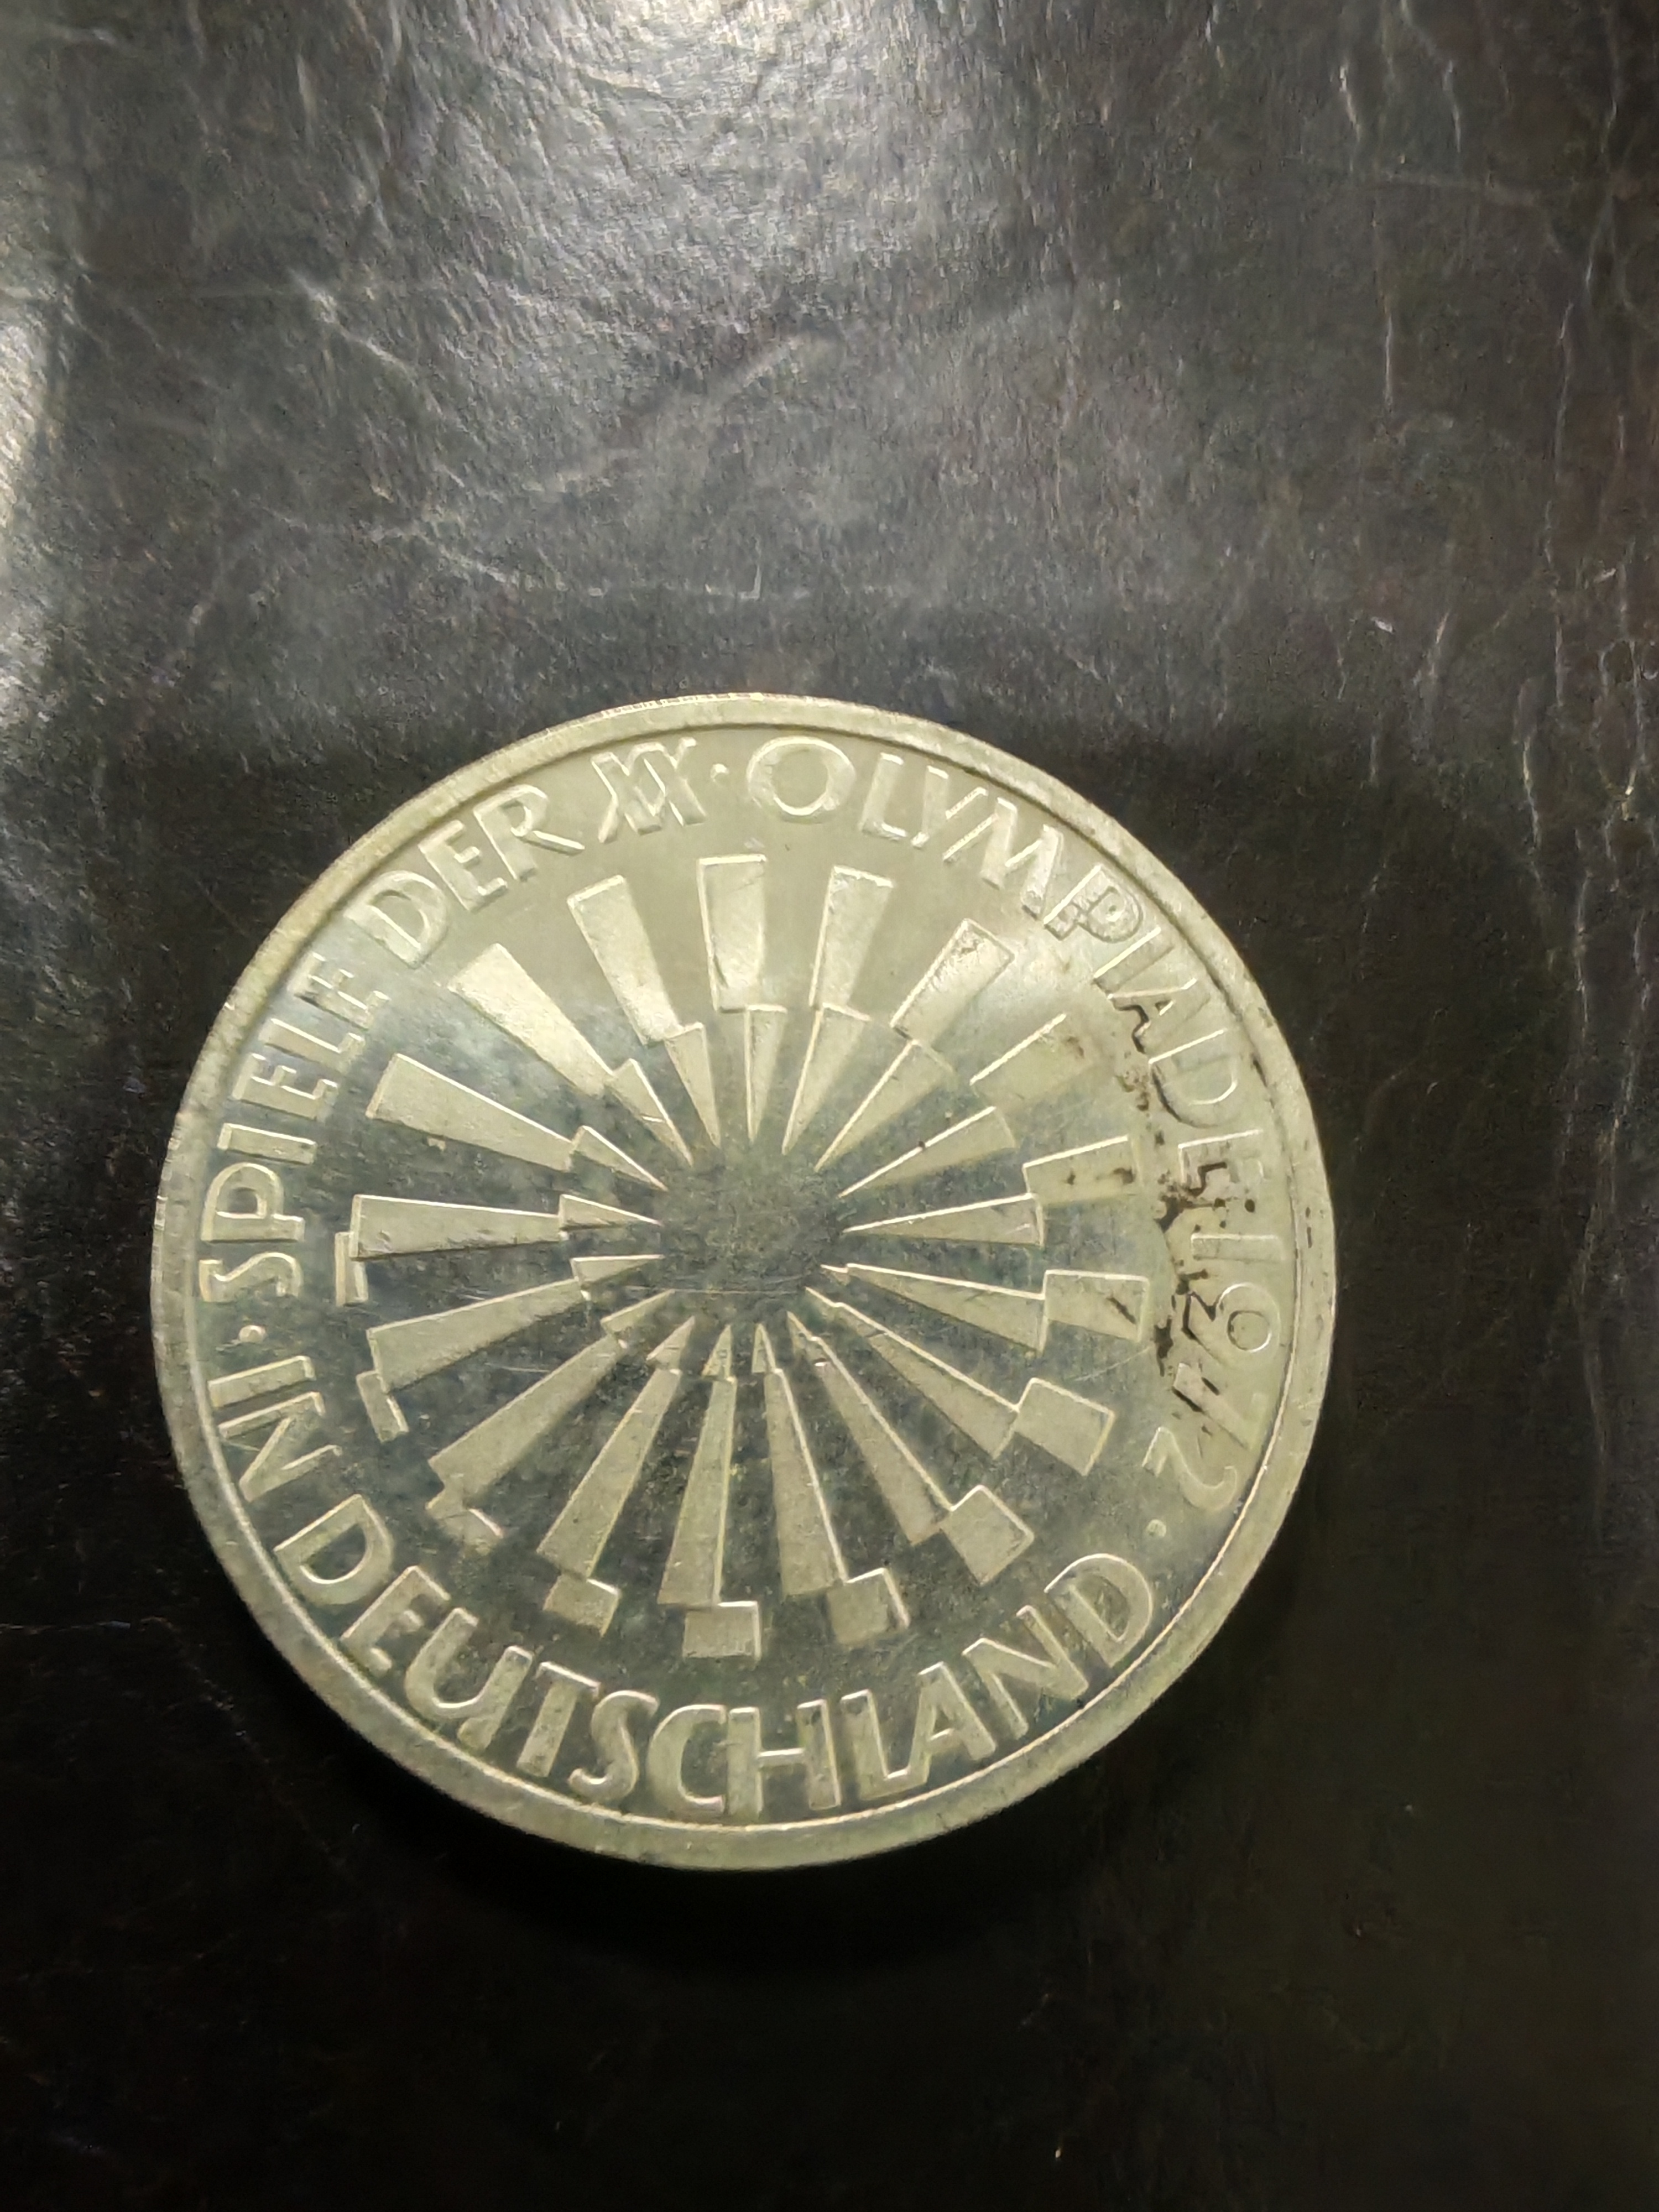 SPIELE DER XX · OLYMPIADE 1972 · IN DEUTSCHLAND ·